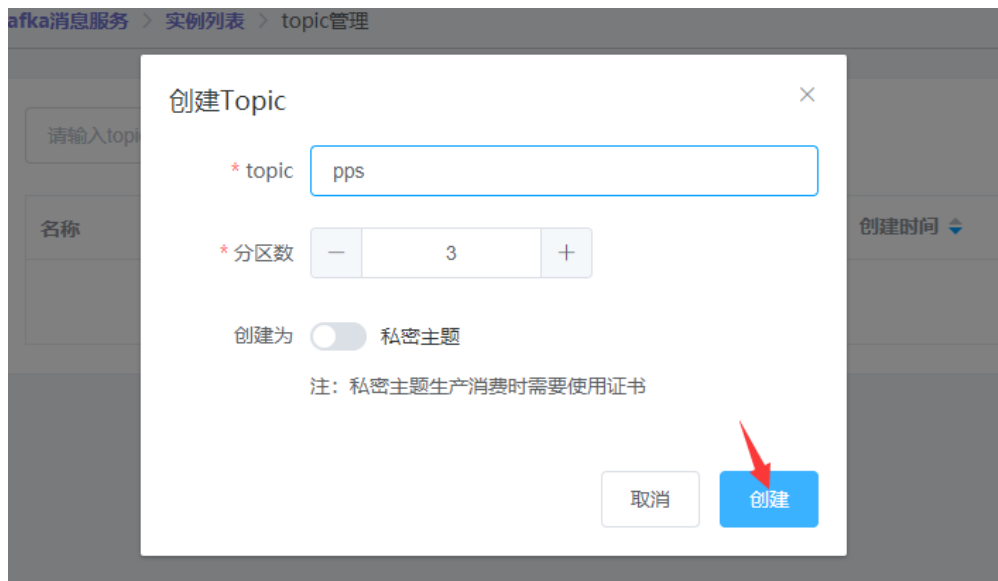 afka消息服务 > 实例列表 > topic管理
创建Topic
请输入topi
* topic pps
名称
创建时间
* 分区数 3
创建为 私密主题
注：私密主题生产消费时需要使用证书
取消 创建